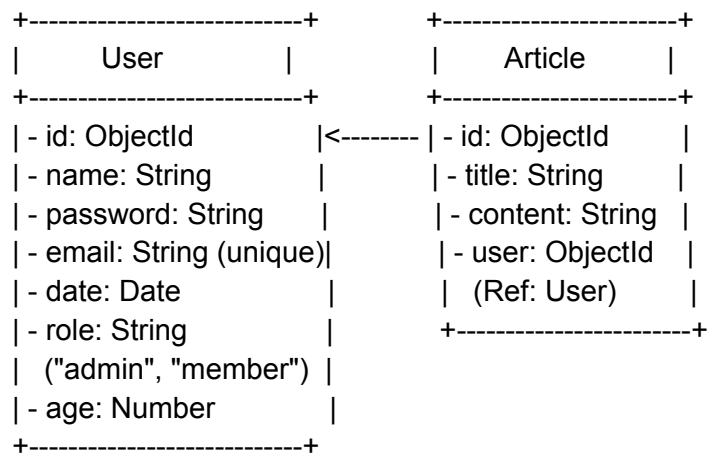 +----------------------------+ +------------------------+
| User | | Article |
+----------------------------+ +------------------------+
| - id: ObjectId |<-------- | - id: ObjectId |
| - name: String | | - title: String |
| - password: String | | - content: String |
| - email: String (unique)| | - user: ObjectId |
| - date: Date | | (Ref: User) |
| - role: String | +------------------------+
| ("admin", "member") |
| - age: Number |
+----------------------------+